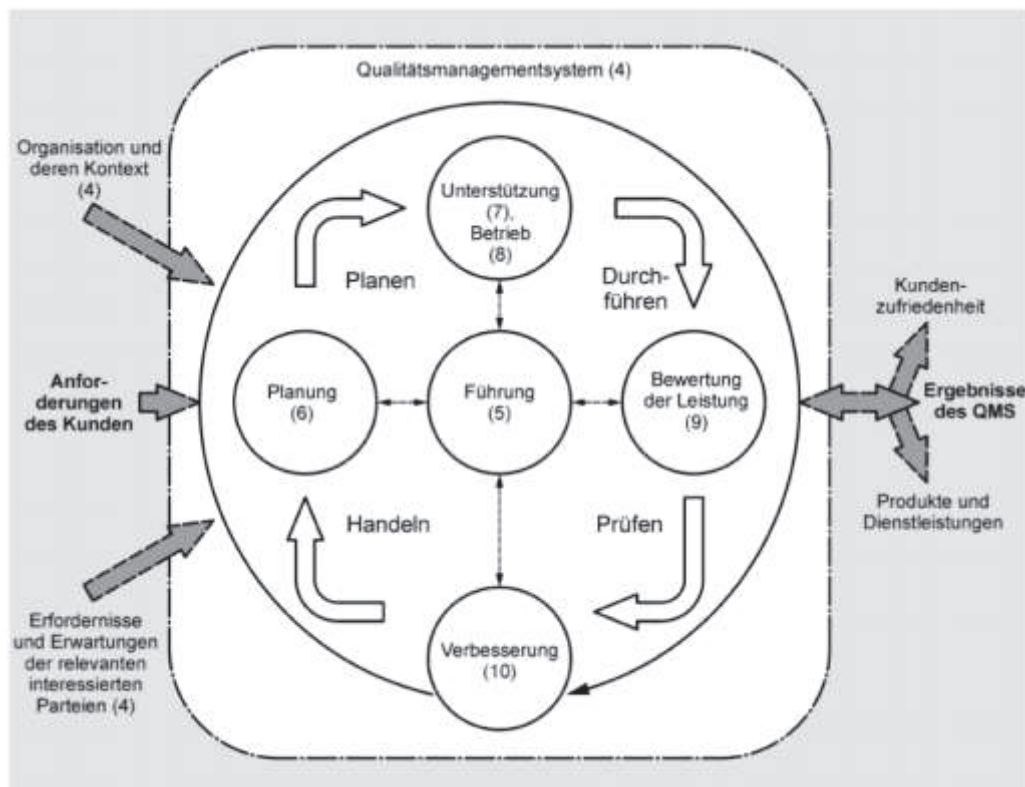 Qualitätsmanagementsystem (4)
Organisation und
deren Kontext
(4)
Unterstützung
(7),
Betrieb
(8)
Planen
Durch-
führen
Kunden-
zufriedenheit
Anfor-
derungen
des Kunden
Planung
(6)
Führung
(5)
Bewertung
der Leistung
(9)
Ergebnisse
des QMS
Handeln
Prüfen
Produkte und
Dienstleistungen
Erfordernisse
und Erwartungen
der relevanten
interessierten
Parteien (4)
Verbesserung
(10)